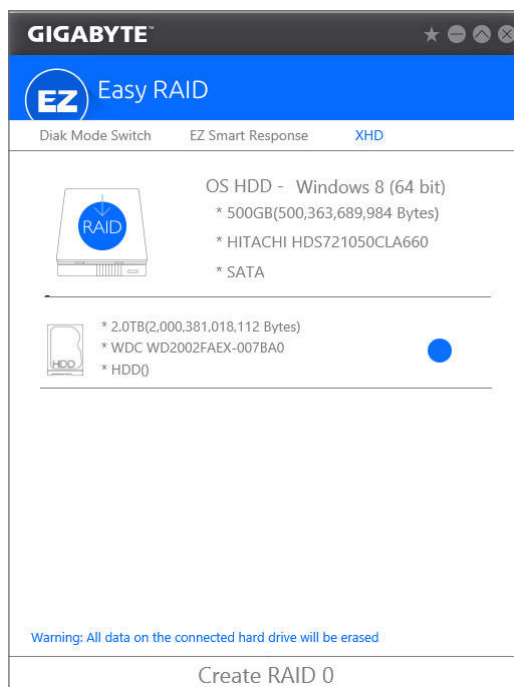 GIGABYTE™
EZ Easy RAID
Diak Mode Switch EZ Smart Response XHD
OS HDD - Windows 8 (64 bit)
* 500GB(500,363,689,984 Bytes)
RAID
* HITACHI HDS721050CLA660
* SATA
* 2.0TB(2,000,381,018,112 Bytes)
* WDC WD2002FAEX-007BA0
HDD
* HDD()
Warning: All data on the connected hard drive will be erased
Create RAID 0